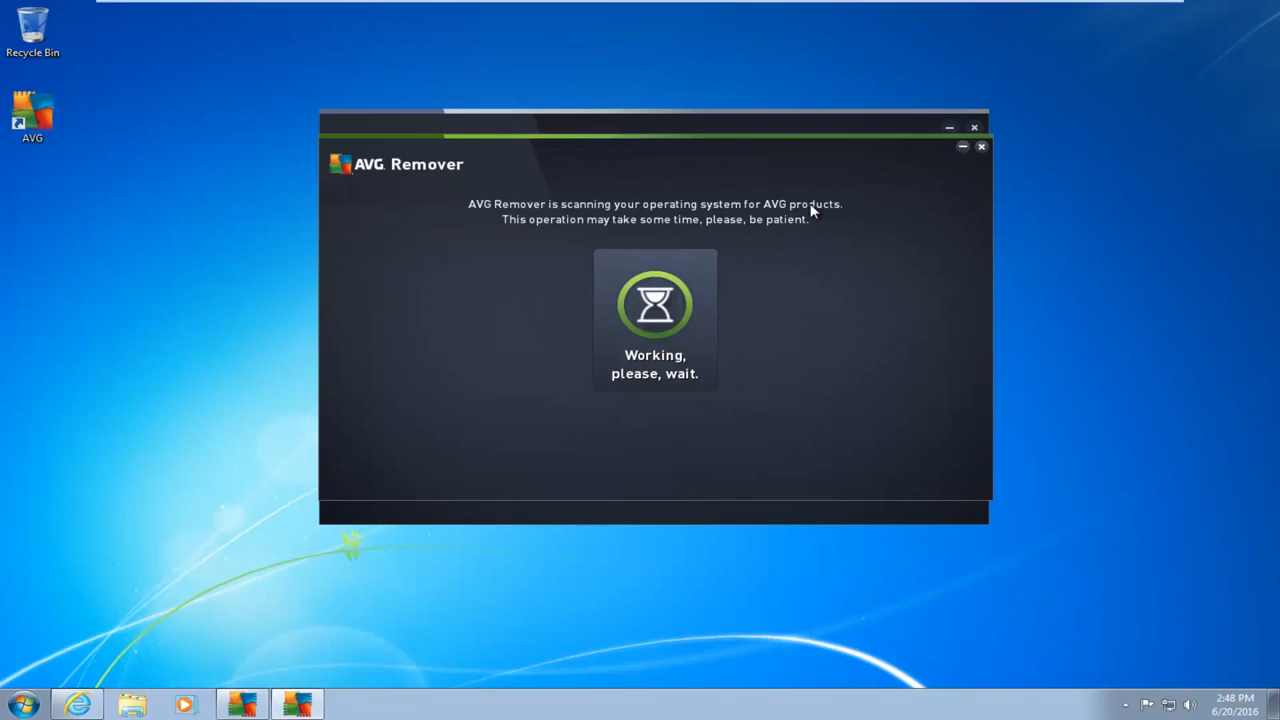 Recycle Bin
AVG
AVG. Remover
AVG Remover is scanning your operating system for AVG products.
This operation may take some time, please, be patient.
Working,
please, wait.
2:48 PM
6/20/2016